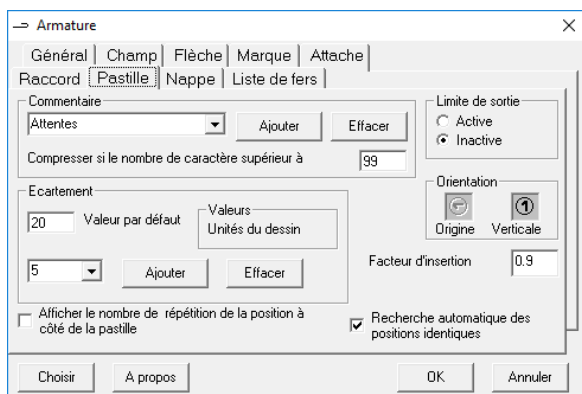 Armature
Général Champ Flèche Marque Attache
Raccord Pastille Nappe Liste de fers
Commentaire
Attentes Ajouter Effacer
Compresser si le nombre de caractère supérieur à 99
Limite de sortie
Active
Inactive
Ecartement
20 Valeur par défaut
Valeurs
Unités du dessin
5 Ajouter Effacer
Orientation
1
Origine Verticale
Facteur d'insertion 0.9
Afficher le nombre de répétition de la position à
côté de la pastille
Recherche automatique des
positions identiques
Choisir A propos OK Annuler